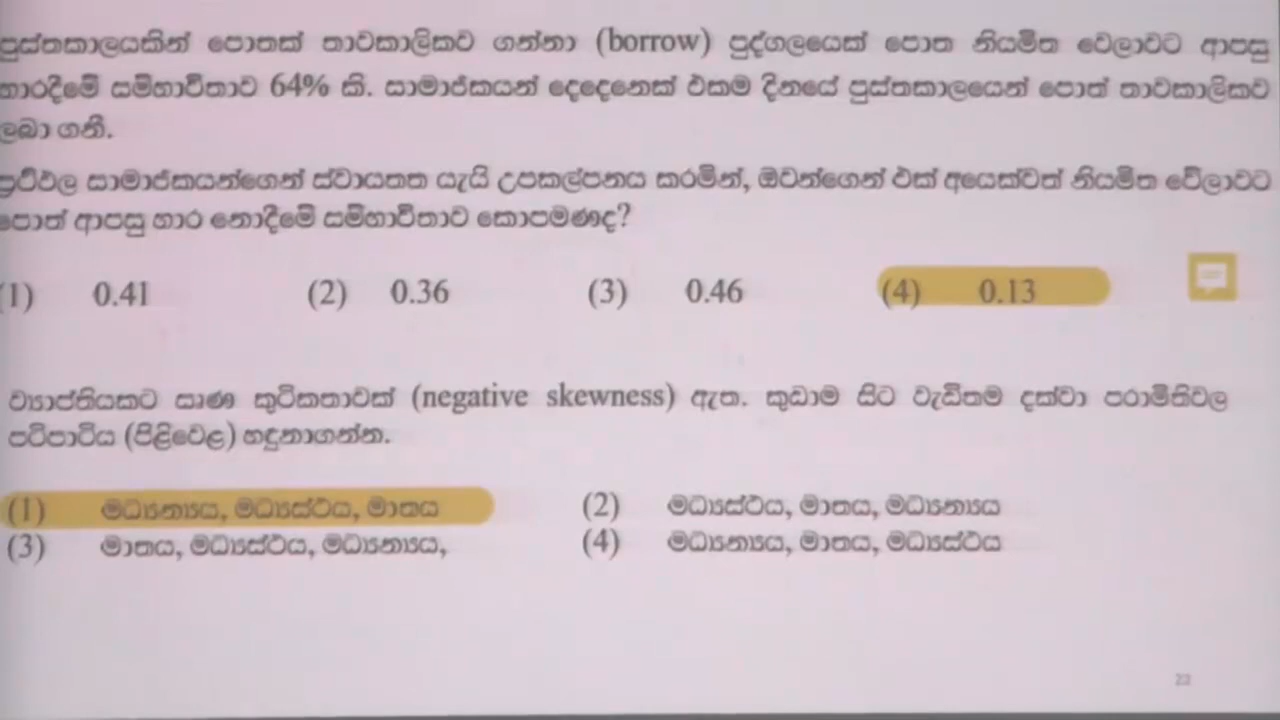 පුස්තකාලයකින් පොතක් තාවකාලිකව ගන්නා (borrow) පුද්ගලයෙක් පොත නියමිත වෙලාවට ආපසු
භාරදීමේ සම්භාවිතාව 64% කි. සාමාජිකයන් දෙදෙනෙක් එකම දිනයේ පුස්තකාලයෙන් පොත් තාවකාලිකව
ලබා ගනී.
ප්‍රථිඵල සාමාජිකයන්ගෙන් ස්වායත්ත යැයි උපකල්පනය කරමින්, ඔවුන්ගෙන් එක් අයෙක්වත් නියමිත වේලාවට
පොත් ආපසු භාර නොදීමේ සම්භාවිතාව කොපමණද?
(1) 0.41 (2) 0.36 (3) 0.46 (4) 0.13
ව්‍යාප්තියකට සෘණ කුටිකතාවක් (negative skewness) ඇත. කුඩාම සිට වැඩිතම දක්වා පරාමිතිවල
පටිපාටිය (පිළිවෙළ) හඳුනාගන්න.
(1) මධ්‍යන්‍යය, මධ්‍යස්ථය, මාතය (2) මධ්‍යස්ථය, මාතය, මධ්‍යන්‍යය
(3) මාතය, මධ්‍යස්ථය, මධ්‍යන්‍යය, (4) මධ්‍යන්‍යය, මාතය, මධ්‍යස්ථය